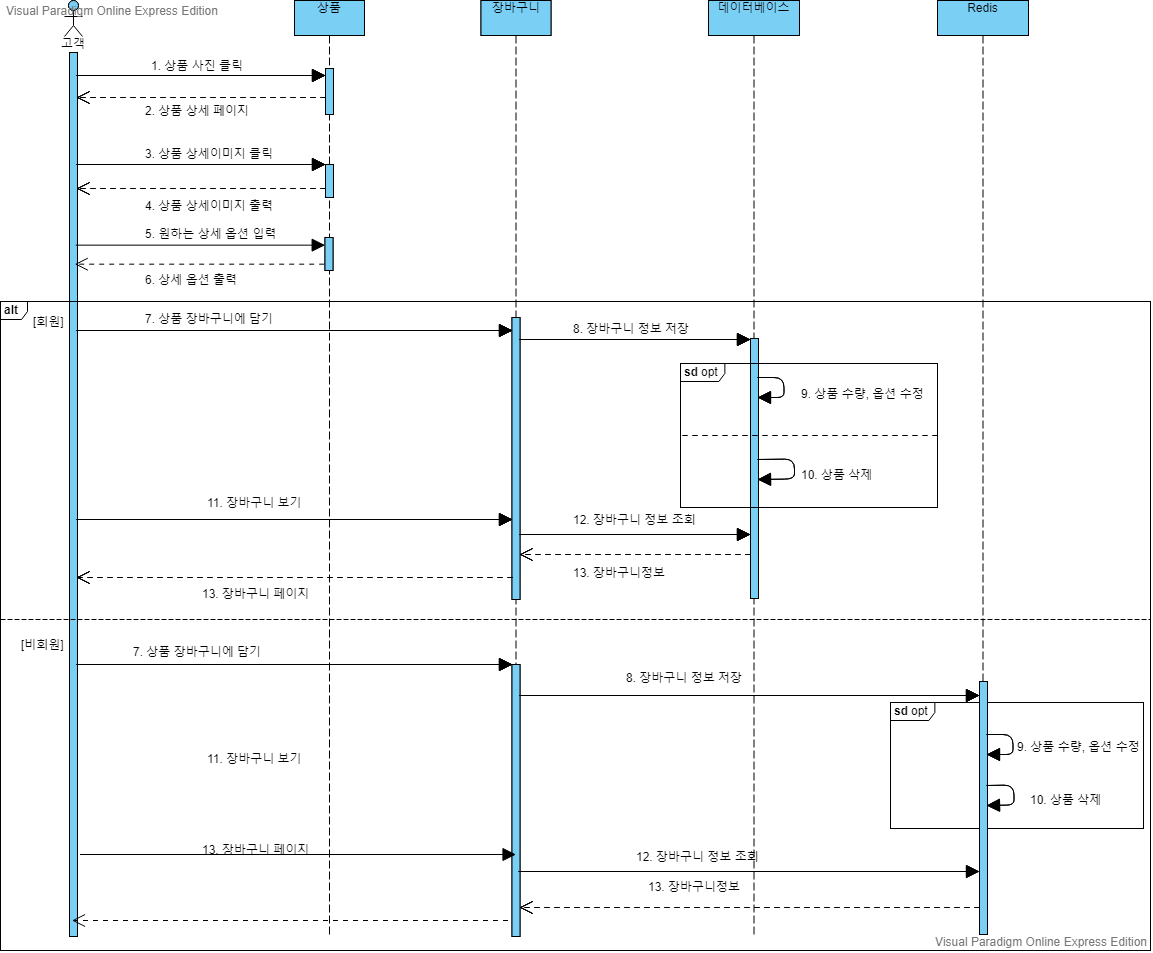 Visual Paradigm Online Express Edition
고객
상품
장바구니
데이터베이스
Redis
1. 상품 사진 클릭
2. 상품 상세 페이지
3. 상품 상세이미지 클릭
4. 상품 상세이미지 출력
5. 원하는 상세 옵션 입력
6. 상세 옵션 출력
alt
[회원]
7. 상품 장바구니에 담기
8. 장바구니 정보 저장
sd opt
9. 상품 수량, 옵션 수정
10. 상품 삭제
11. 장바구니 보기
12. 장바구니 정보 조회
13. 장바구니정보
13. 장바구니 페이지
[비회원]
7. 상품 장바구니에 담기
8. 장바구니 정보 저장
sd opt
9. 상품 수량, 옵션 수정
11. 장바구니 보기
10. 상품 삭제
13. 장바구니 페이지
12. 장바구니 정보 조회
13. 장바구니정보
Visual Paradigm Online Express Edition